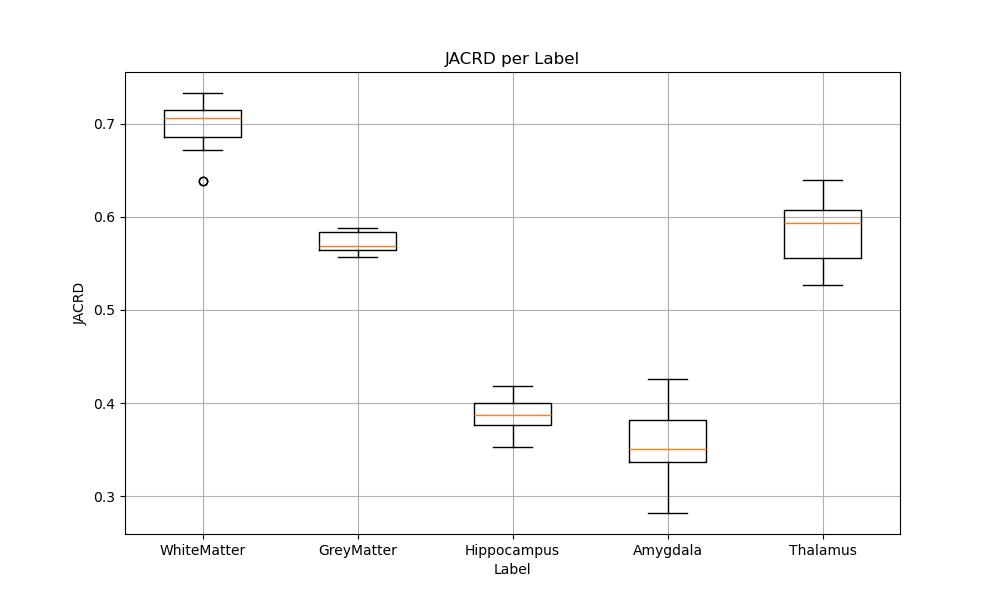 JACRD per Label
JACRD
0.7
0.6
0.5
0.4
0.3
WhiteMatter GreyMatter Hippocampus Amygdala Thalamus
Label